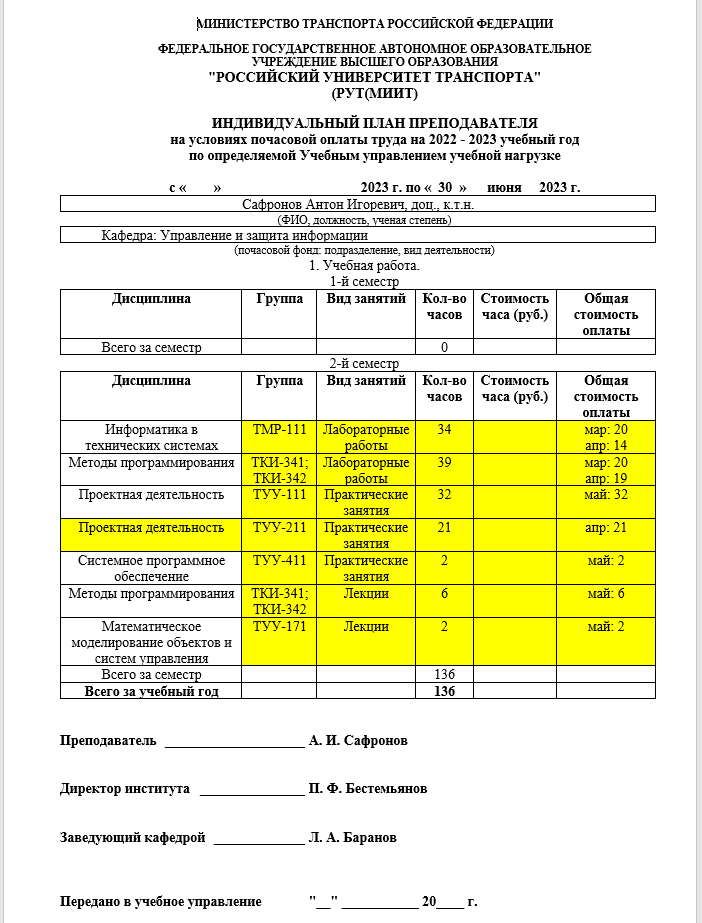 МИНИСТЕРСТВО ТРАНСПОРТА РОССИЙСКОЙ ФЕДЕРАЦИИ
ФЕДЕРАЛЬНОЕ ГОСУДАРСТВЕННОЕ АВТОНОМНОЕ ОБРАЗОВАТЕЛЬНОЕ
УЧРЕЖДЕНИЕ ВЫСШЕГО ОБРАЗОВАНИЯ
"РОССИЙСКИЙ УНИВЕРСИТЕТ ТРАНСПОРТА"
(РУТ(МИИТ)
ИНДИВИДУАЛЬНЫЙ ПЛАН ПРЕПОДАВАТЕЛЯ
на условиях почасовой оплаты труда на 2022 - 2023 учебный год
по определяемой Учебным управлением учебной нагрузке
с « » 2023 г. по « 30 » июня 2023 г.
Сафронов Антон Игоревич, доц., к.т.н.
(ФИО, должность, ученая степень)
Кафедра: Управление и защита информации
(почасовой фонд: подразделение, вид деятельности)
1. Учебная работа.
1-й семестр
Дисциплина Группа Вид занятий Кол-во Стоимость Общая
часов часа (руб.) стоимость
оплаты
Всего за семестр 0
2-й семестр
Дисциплина Группа Вид занятий Кол-во Стоимость Общая
часов часа (руб.) стоимость
оплаты
Информатика в ТМР-111 Лабораторные 34 мар: 20
технических системах работы апр: 14
Методы программирования ТКИ-341; Лабораторные 39 мар: 20
ТКИ-342 работы апр: 19
Проектная деятельность ТУУ-111 Практические 32 май: 32
занятия
Проектная деятельность ТУУ-211 Практические 21 апр: 21
занятия
Системное программное ТУУ-411 Практические 2 май: 2
обеспечение занятия
Методы программирования ТКИ-341; Лекции 6 май: 6
ТКИ-342
Математическое ТУУ-171 Лекции 2 май: 2
моделирование объектов и
систем управления
Всего за семестр 136
Всего за учебный год 136
Преподаватель ____________________ А. И. Сафронов
Директор института _______________ П. Ф. Бестемьянов
Заведующий кафедрой _____________ Л. А. Баранов
Передано в учебное управление "__" ___________ 20____ г.